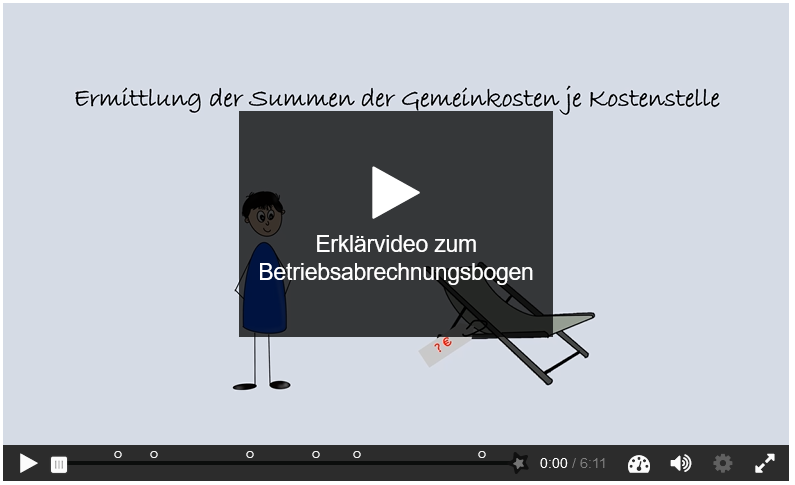 Ermittlung der Summen der Gemeinkosten je Kostenstelle
Erklärvideo zum
Betriebsabrechnungsbogen
? €
0:00 / 6:11